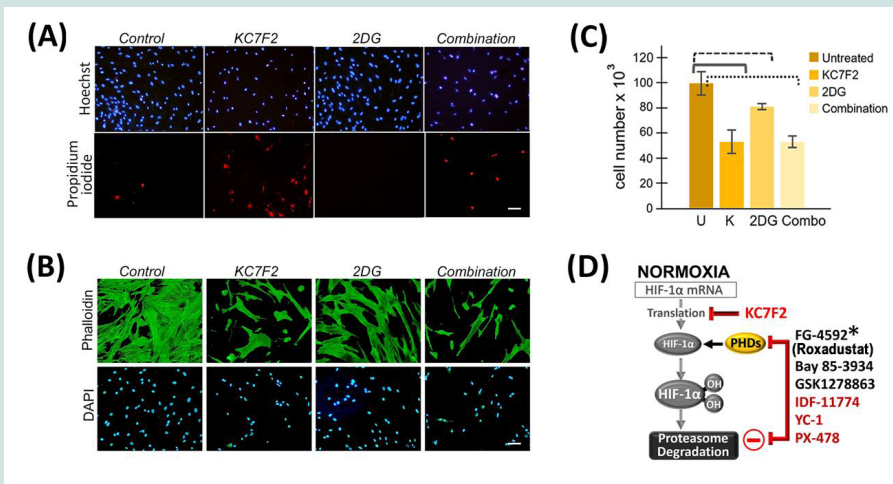 (A)
Control KC7F2 2DG Combination
Hoechst
Propidium
iodide
(B)
Control KC7F2 2DG Combination
Phalloidin
DAPI
(C)
cell number x 10³
120
100
80
60
40
20
0
U K 2DG Combo
Untreated
KC7F2
2DG
Combination
(D)
NORMOXIA
HIF-1α mRNA
Translation
KC7F2
HIF-1α
PHDs
FG-4592*
(Roxadustat)
Bay 85-3934
GSK1278863
IDF-11774
YC-1
PX-478
HIF-1α
OH
OH
Proteasome
Degradation